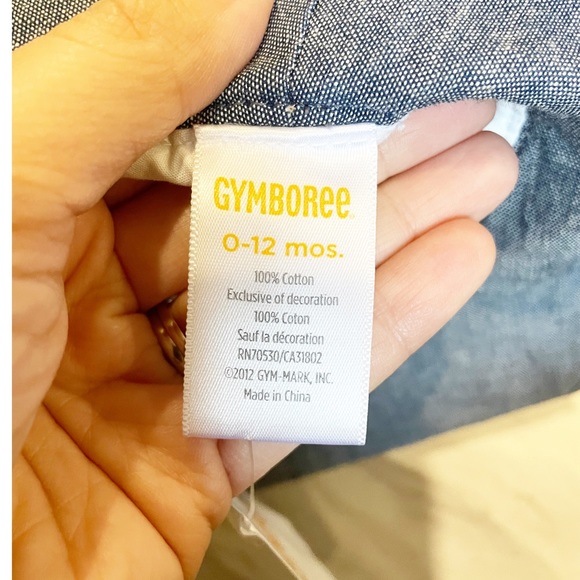 GYMBOREE
0-12 mos.
100% Cotton
Exclusive of decoration
100% Coton
Sauf la décoration
RN70530/CA31802
©2012 GYM-MARK, INC.
Made in China